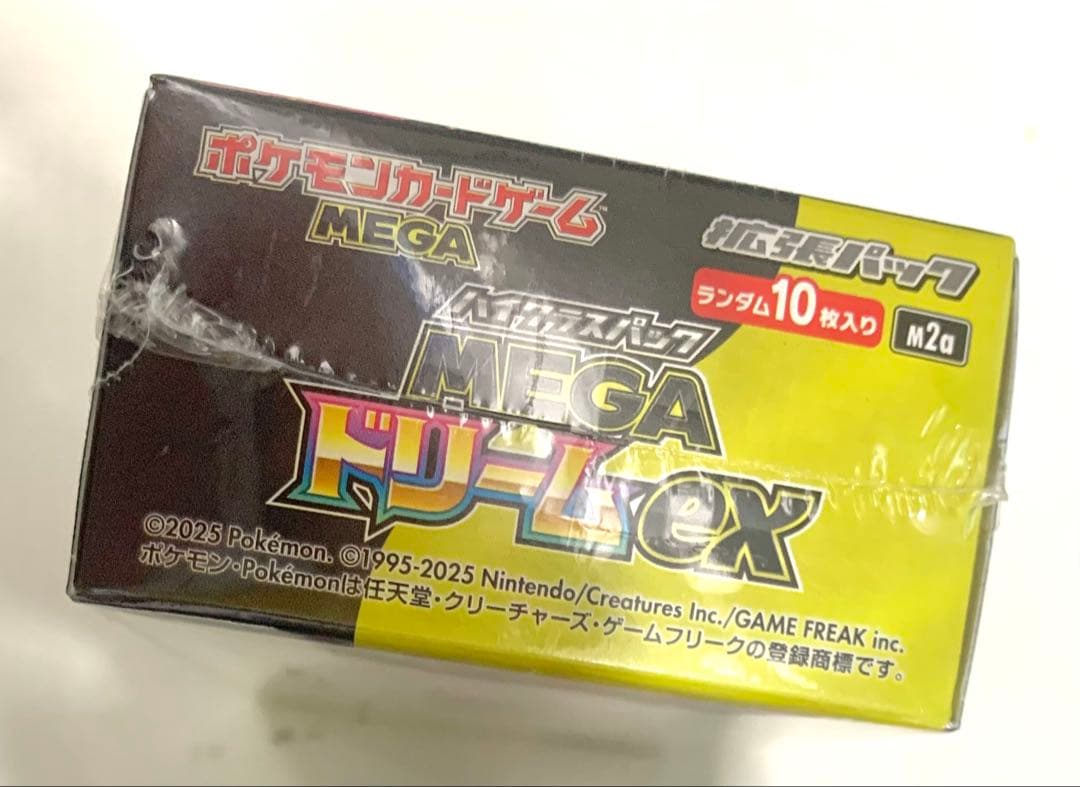 ポケモンカードゲーム™
MEGA
拡張パック
ランダム10枚入り
M2a
ハイクラスパック
MEGA
ドリームex
©2025 Pokémon. ©1995-2025 Nintendo/Creatures Inc./GAME FREAK inc.
ポケモン・Pokémonは任天堂・クリーチャーズ・ゲームフリークの登録商標です。